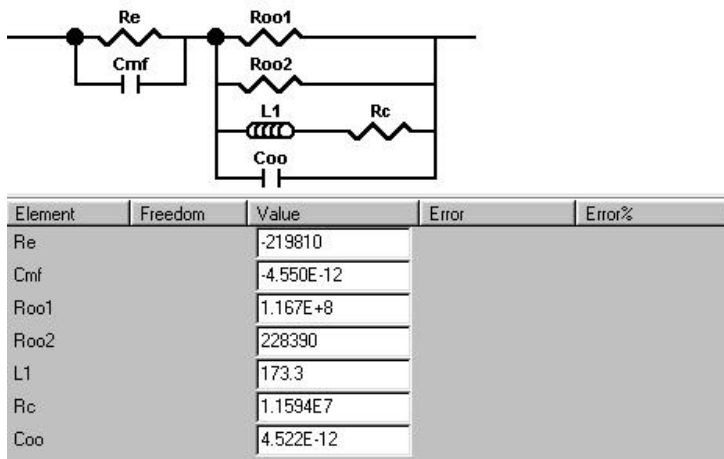 Re Roo1
Cmf Roo2
L1 Rc
Coo
Element Freedom Value Error Error%
Re -219810
Cmf -4.550E-12
Roo1 1.167E+8
Roo2 228390
L1 173.3
Rc 1.1594E7
Coo 4.522E-12